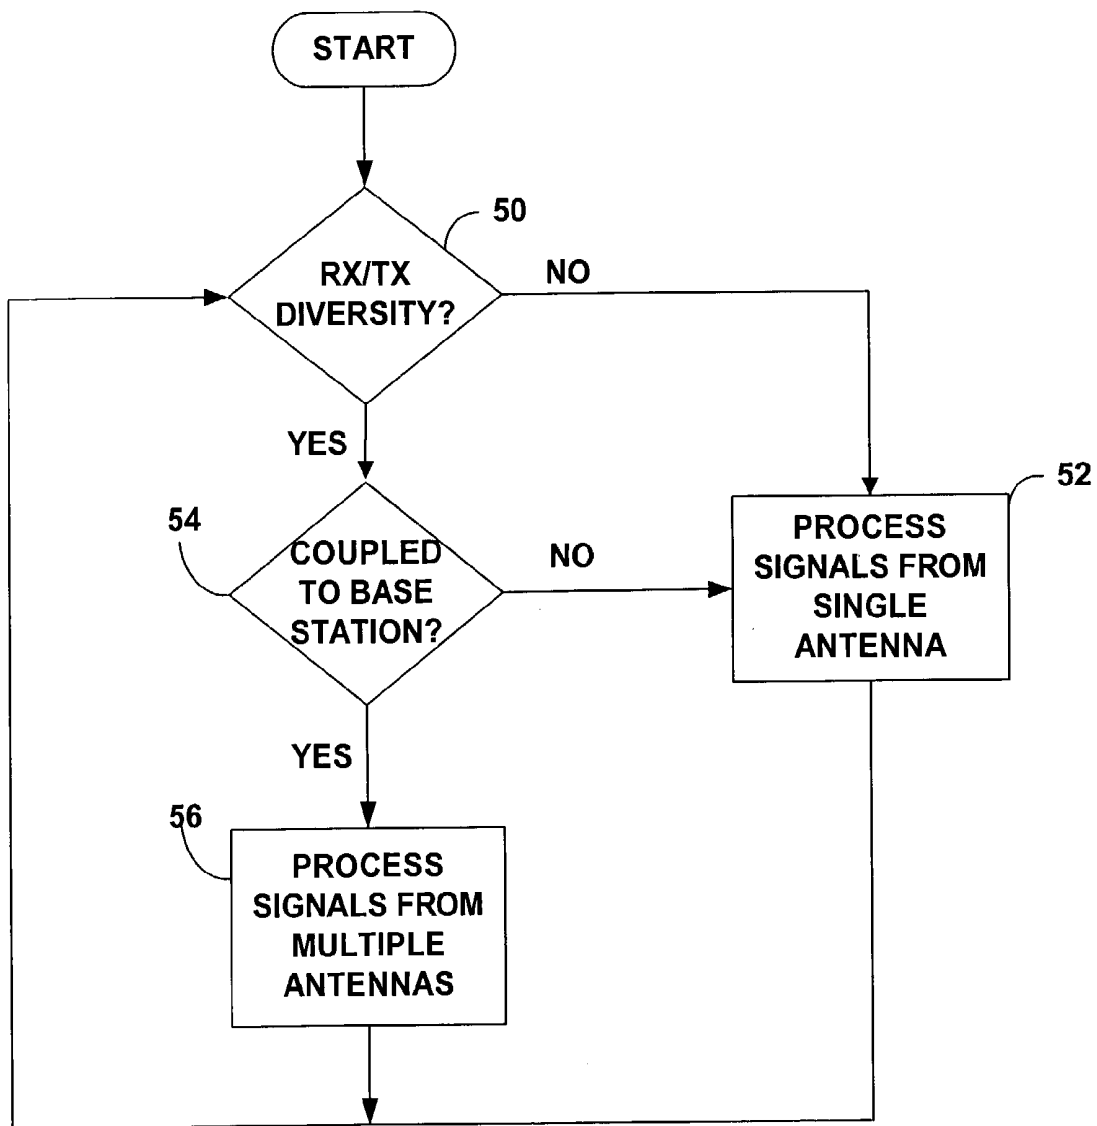 START
50
RX/TX
DIVERSITY?
NO
YES
52
54
COUPLED
TO BASE
STATION?
NO
PROCESS
SIGNALS FROM
SINGLE
ANTENNA
YES
56
PROCESS
SIGNALS FROM
MULTIPLE
ANTENNAS